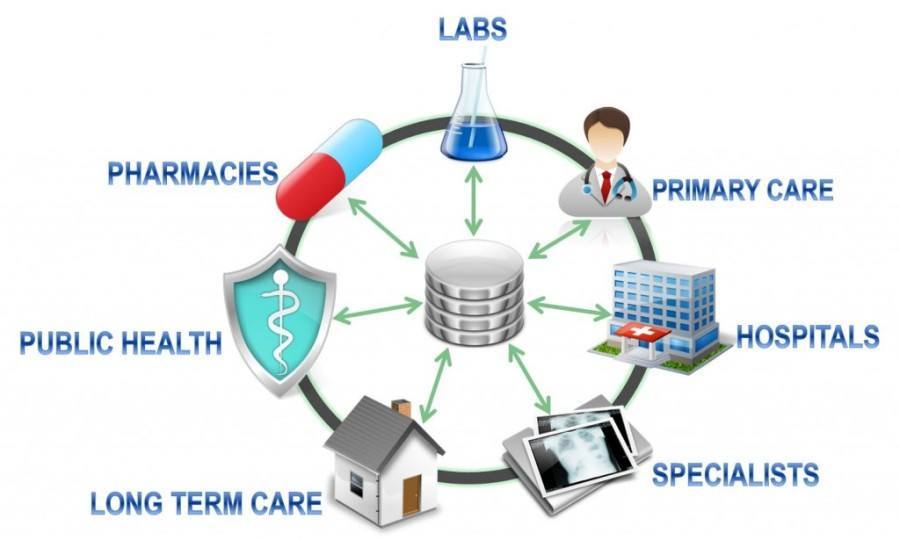 LABS
PHARMACIES
PRIMARY CARE
PUBLIC HEALTH
HOSPITALS
LONG TERM CARE
SPECIALISTS